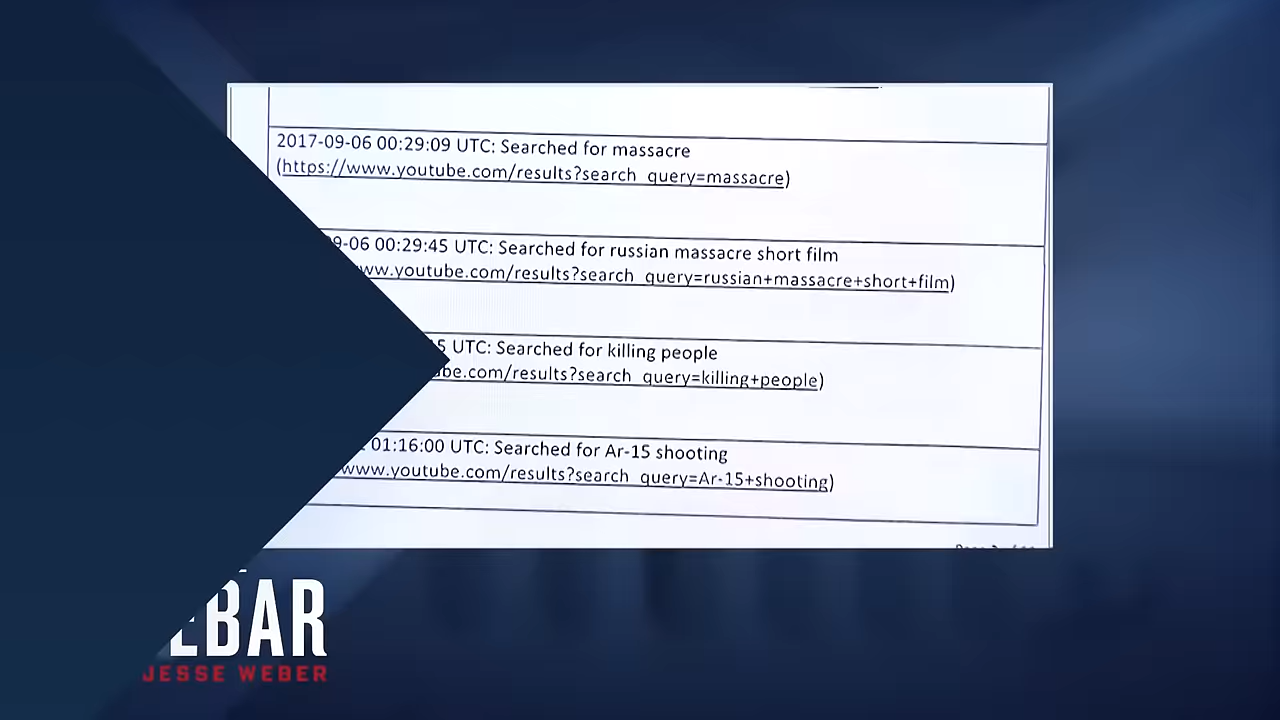 2017-09-06 00:29:09 UTC: Searched for massacre
(https://www.youtube.com/results?search_query=massacre)
9-06 00:29:45 UTC: Searched for russian massacre short film
www.youtube.com/results?search_query=russian+massacre+short+film)
5 UTC: Searched for killing people
be.com/results?search_query=killing+people)
01:16:00 UTC: Searched for Ar-15 shooting
www.youtube.com/results?search_query=Ar-15+shooting)
EBAR
JESSE WEBER